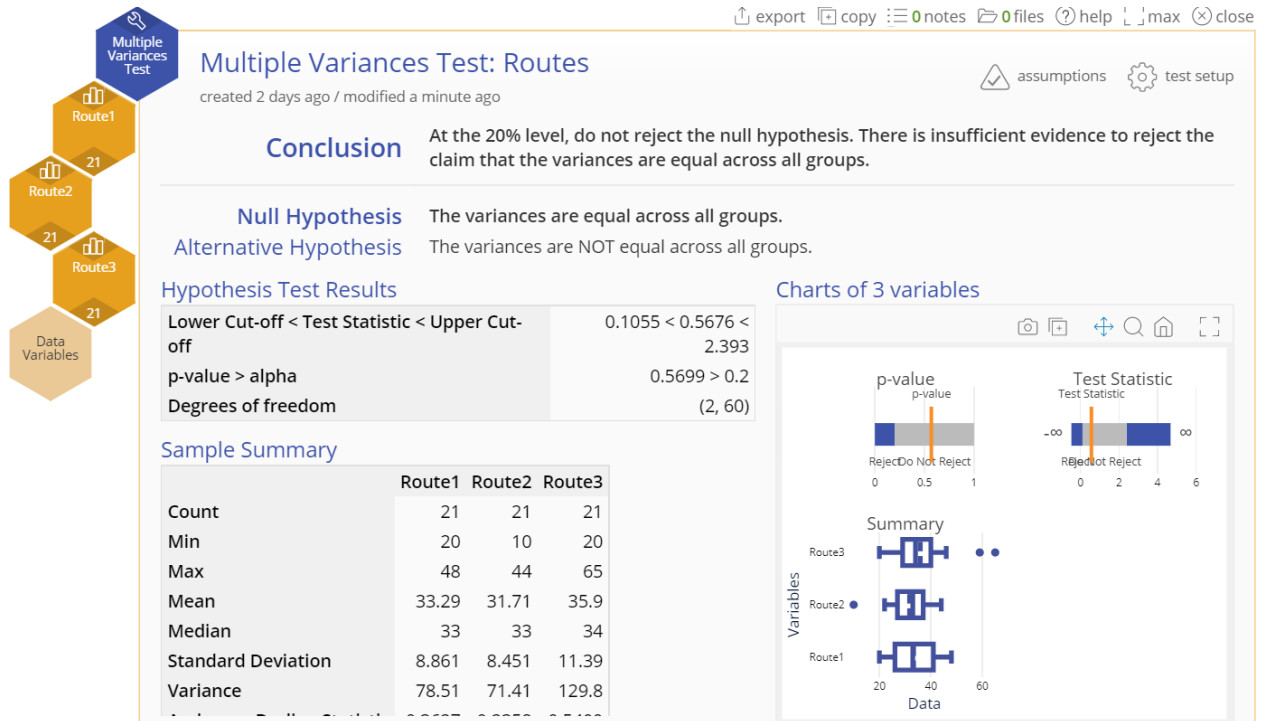 export copy 0 notes 0 files help max close
Multiple
Variances
Test
Route1
21
Route2
21
Route3
21
Data
Variables
Multiple Variances Test: Routes
created 2 days ago / modified a minute ago
assumptions test setup
Conclusion
At the 20% level, do not reject the null hypothesis. There is insufficient evidence to reject the
claim that the variances are equal across all groups.
Null Hypothesis The variances are equal across all groups.
Alternative Hypothesis The variances are NOT equal across all groups.
Hypothesis Test Results
Lower Cut-off < Test Statistic < Upper Cut-
off
0.1055 < 0.5676 <
2.393
p-value > alpha 0.5699 > 0.2
Degrees of freedom (2, 60)
Sample Summary
Route1 Route2 Route3
Count 21 21 21
Min 20 10 20
Max 48 44 65
Mean 33.29 31.71 35.9
Median 33 33 34
Standard Deviation 8.861 8.451 11.39
Variance 78.51 71.41 129.8
Charts of 3 variables
p-value
p-value
Reject Do Not Reject
0 0.5 1
Test Statistic
Test Statistic
-∞ ∞
Not Reject
0 2 4 6
Summary
Route3
Route2
Route1
Variables
20 40 60
Data